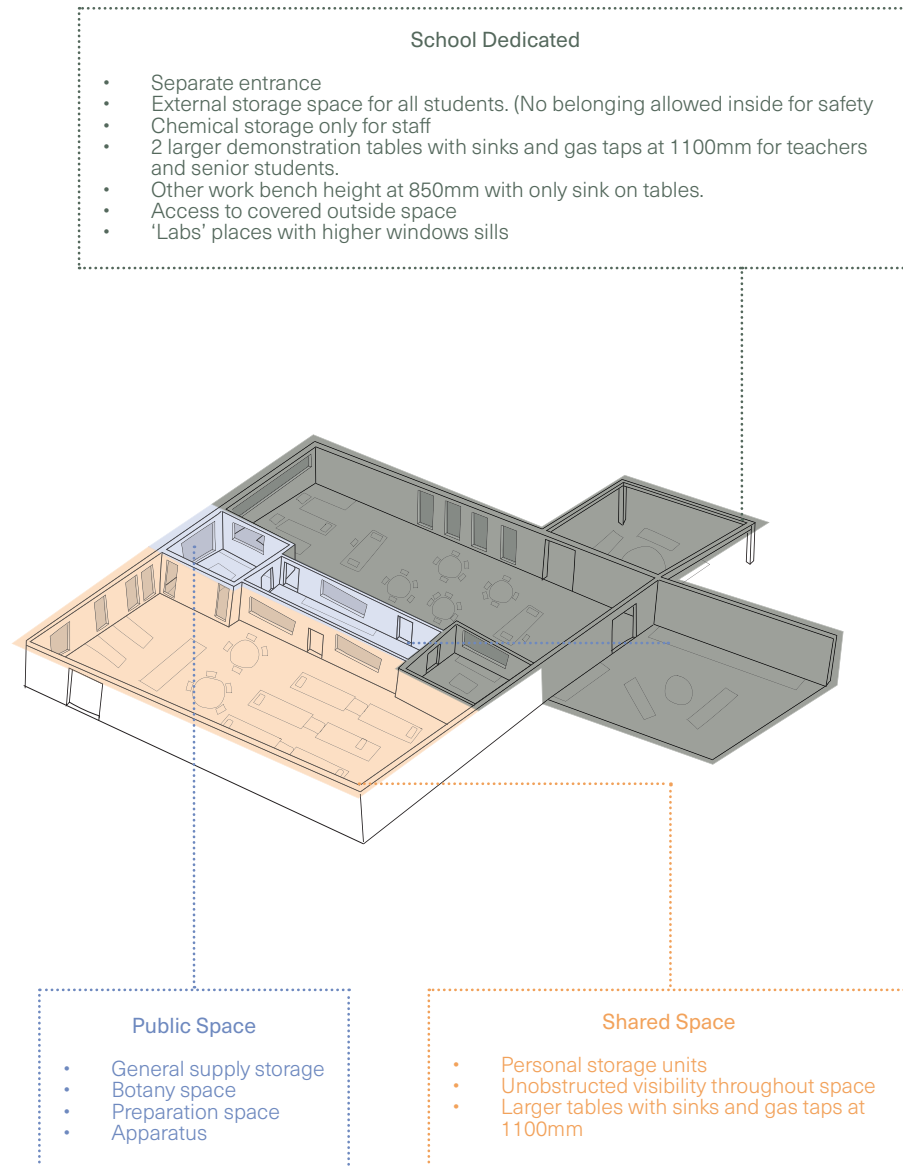 School Dedicated
• Separate entrance
• External storage space for all students. (No belonging allowed inside for safety
• Chemical storage only for staff
• 2 larger demonstration tables with sinks and gas taps at 1100mm for teachers
and senior students.
• Other work bench height at 850mm with only sink on tables.
• Access to covered outside space
• ‘Labs’ places with higher windows sills
Public Space
• General supply storage
• Botany space
• Preparation space
• Apparatus
Shared Space
• Personal storage units
• Unobstructed visibility throughout space
• Larger tables with sinks and gas taps at
1100mm